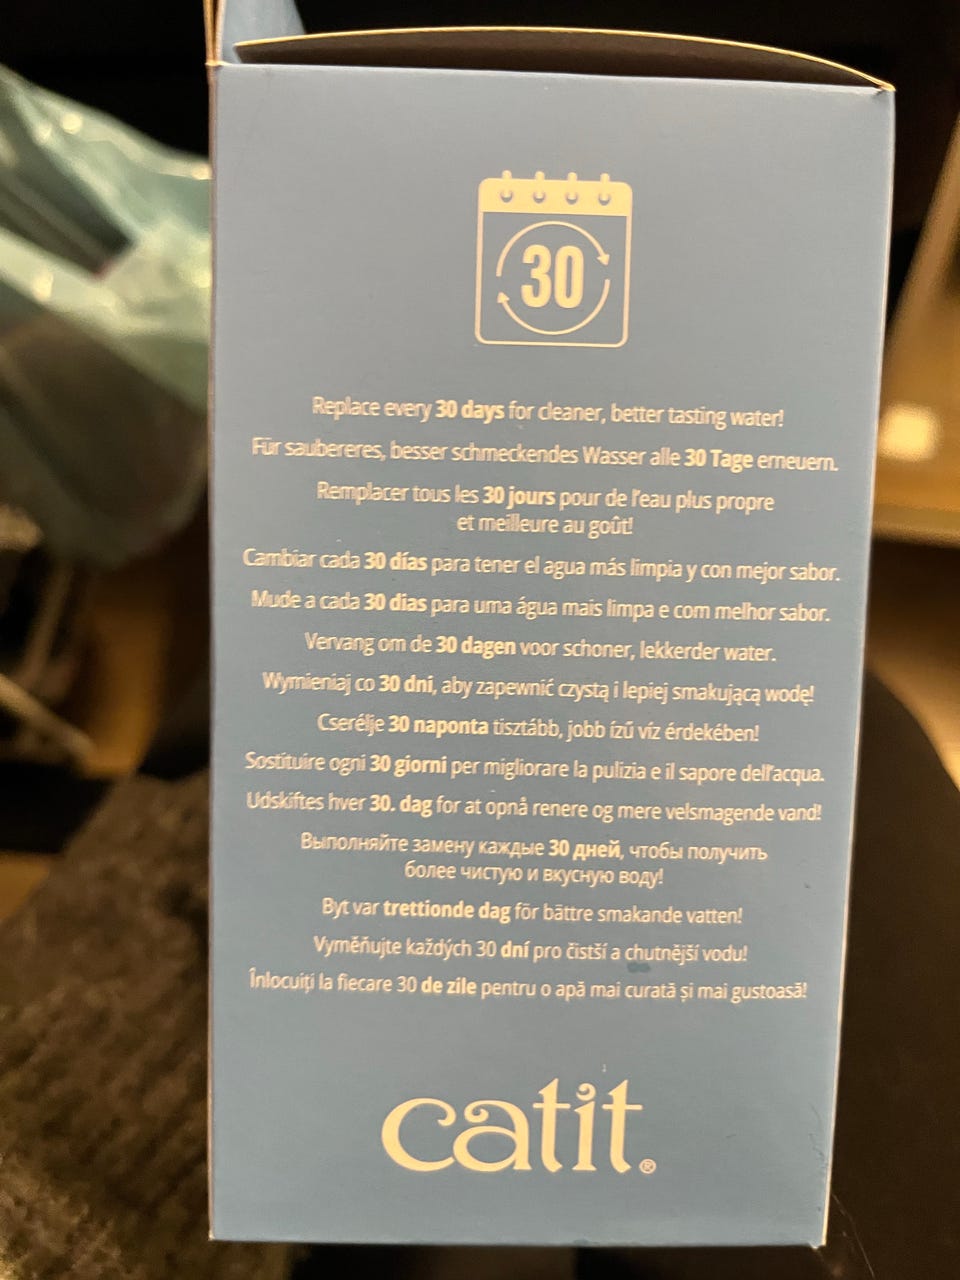 30
Replace every 30 days for cleaner, better tasting water!
Für saubereres, besser schmeckendes Wasser alle 30 Tage erneuern.
Remplacer tous les 30 jours pour de l'eau plus propre
et meilleure au goût!
Cambiar cada 30 días para tener el agua más limpia y con mejor sabor.
Mude a cada 30 dias para uma água mais limpa e com melhor sabor.
Vervang om de 30 dagen voor schoner, lekkerder water.
Wymieniaj co 30 dni, aby zapewnić czystą i lepiej smakującą wodę!
Cserélje 30 naponta tisztább, jobb ízű víz érdekében!
Sostituire ogni 30 giorni per migliorare la pulizia e il sapore dell'acqua.
Udskiftes hver 30. dag for at opnå renere og mere velsmagende vand!
Выполняйте замену каждые 30 дней, чтобы получить
более чистую и вкусную воду!
Byt var trettionde dag för bättre smakande vatten!
Vyměňujte každých 30 dní pro čistší a chutnější vodu!
Înlocuiți la fiecare 30 de zile pentru o apă mai curată și mai gustoasă!
catit®